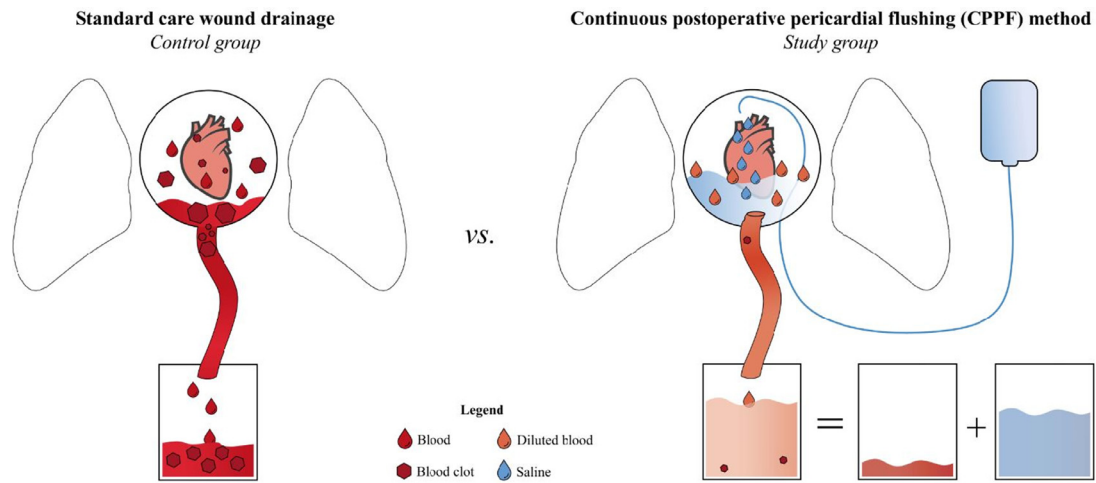 Standard care wound drainage
Control group
Continuous postoperative pericardial flushing (CPPF) method
Study group
vs.
=
+
Legend
Blood
Diluted blood
Blood clot
Saline